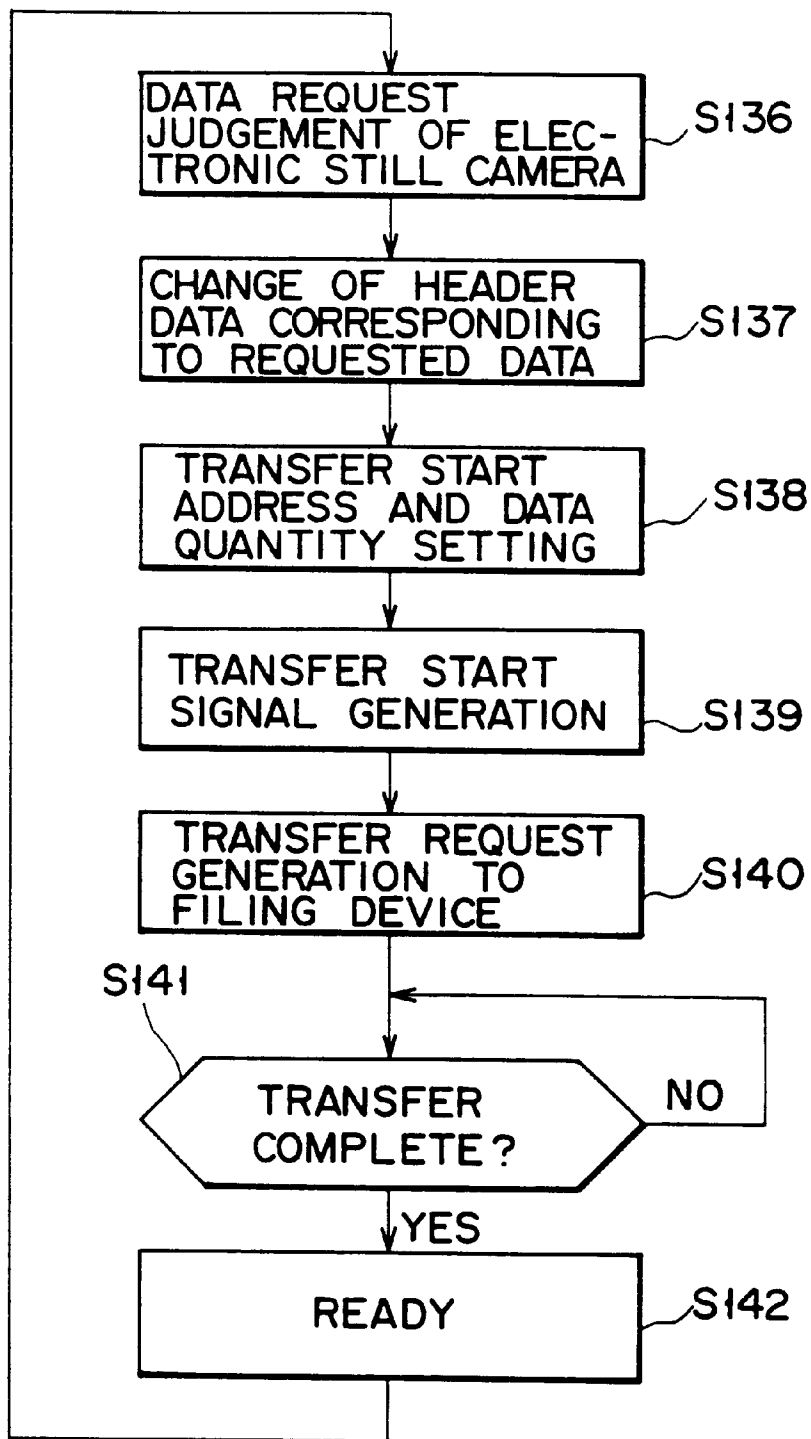 DATA REQUEST
JUDGEMENT OF ELEC-
TRONIC STILL CAMERA
S136
CHANGE OF HEADER
DATA CORRESPONDING
TO REQUESTED DATA
S137
TRANSFER START
ADDRESS AND DATA
QUANTITY SETTING
S138
TRANSFER START
SIGNAL GENERATION
S139
TRANSFER REQUEST
GENERATION TO
FILING DEVICE
S140
S141
TRANSFER
COMPLETE?
NO
YES
READY
S142